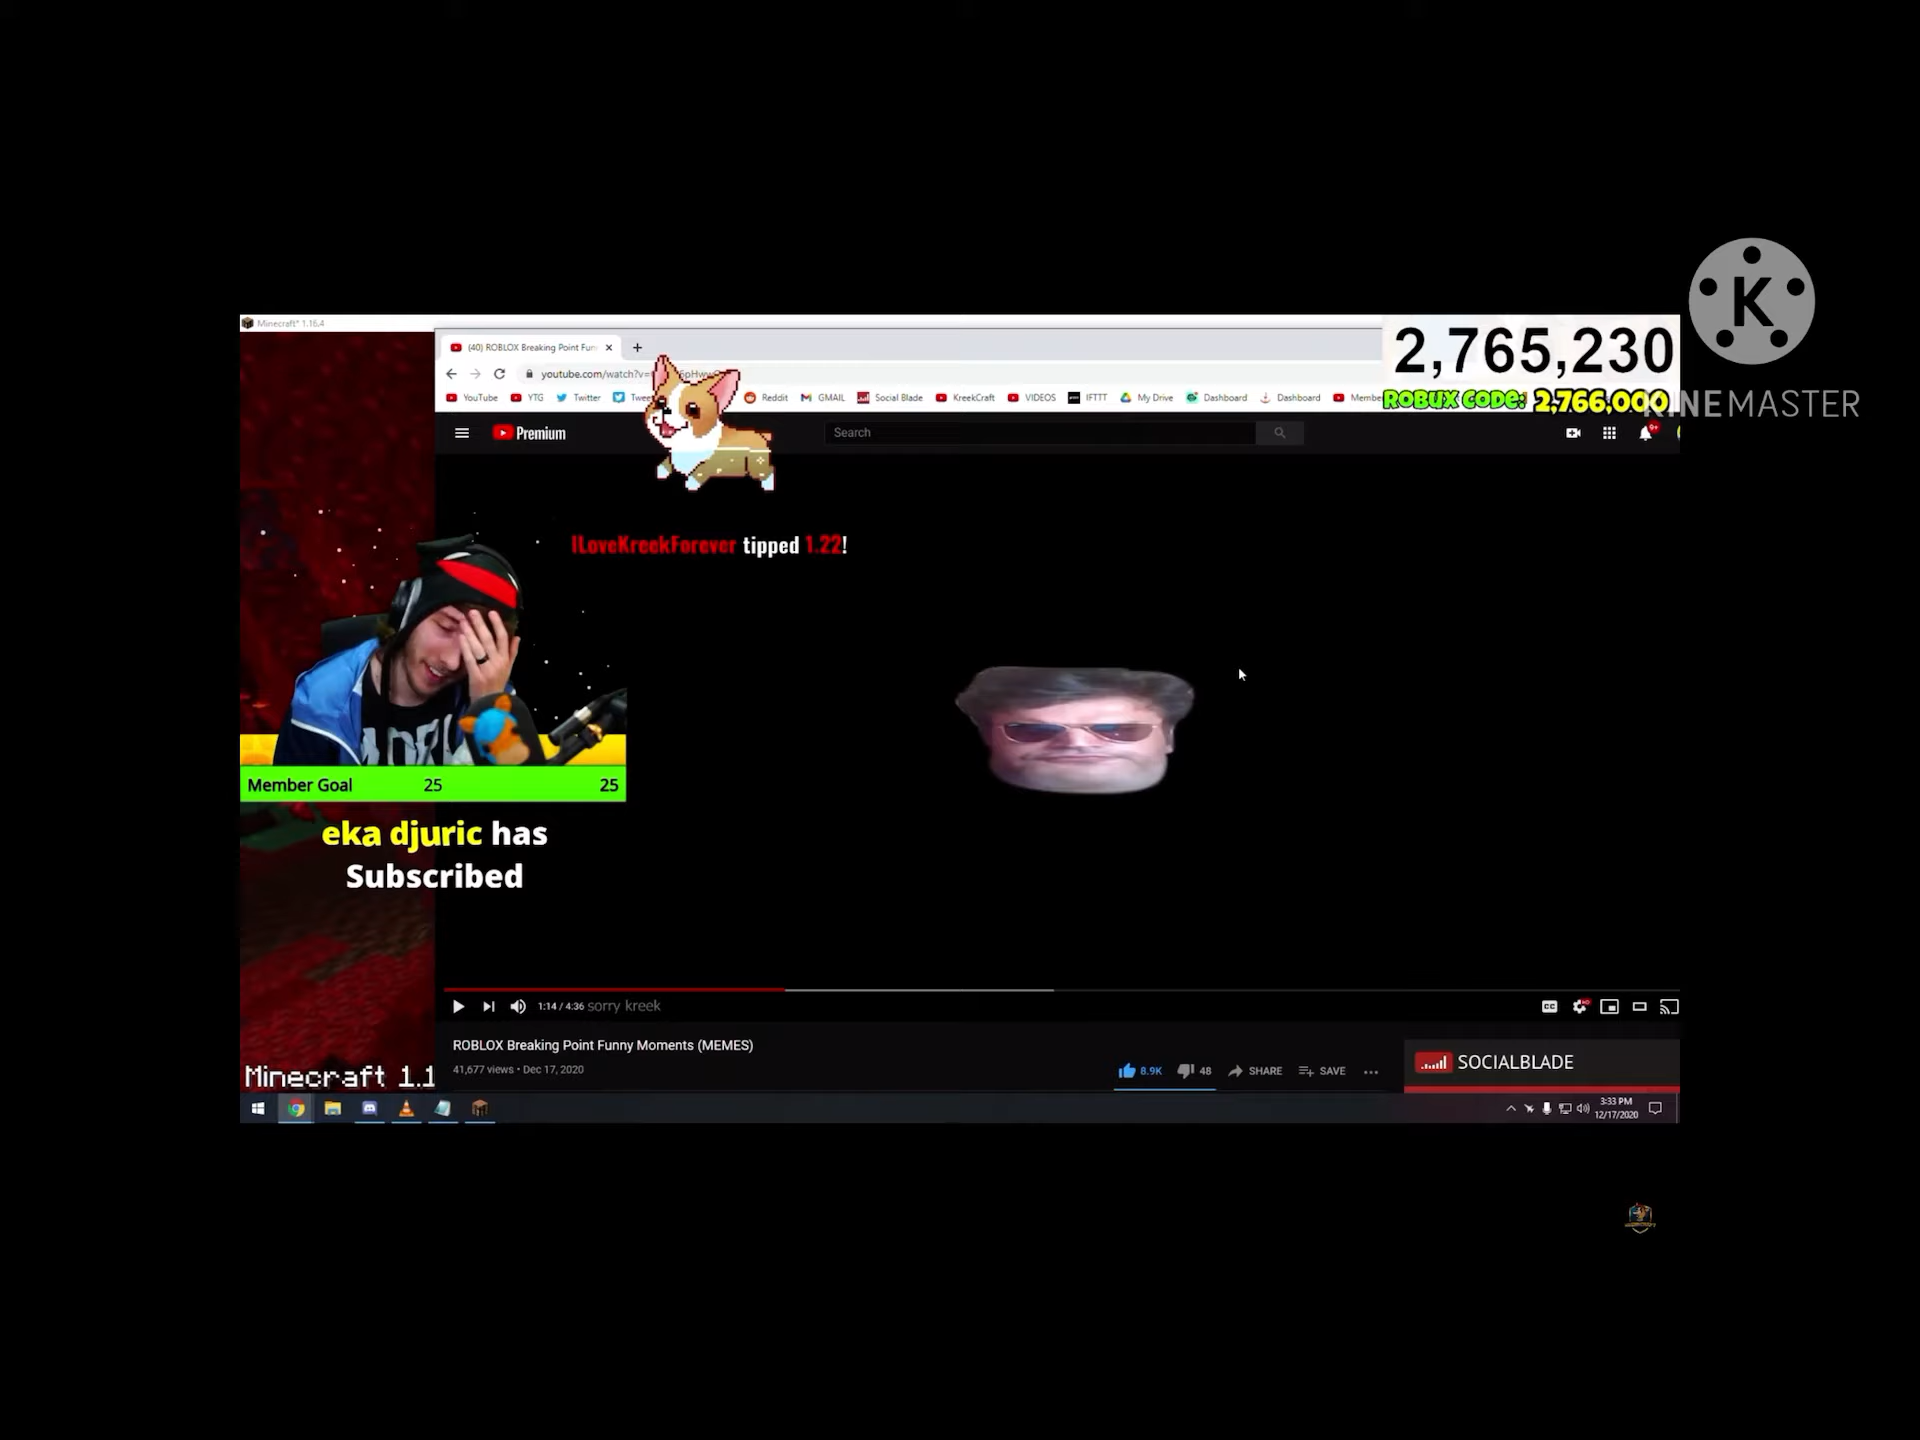 Minecraft* 1.16.4
(40) ROBLOX Breaking Point Fun
2,765,230
youtube.com/watch?v=
ROBUX CODE: 2,766,000
K
KINEMASTER
YouTube YTG Twitter Twee Reddit GMAIL Social Blade KreekCraft VIDEOS IFTTT My Drive Dashboard Dashboard Membe
Premium
Search
9+
ILoveKreekForever tipped 1.22!
Member Goal 25 25
eka djuric has
Subscribed
1:14 / 4:36 sorry kreek
CC
ROBLOX Breaking Point Funny Moments (MEMES)
41,677 views • Dec 17, 2020
8.9K 48 SHARE SAVE ...
SOCIALBLADE
Minecraft 1.1
3:33 PM
12/17/2020